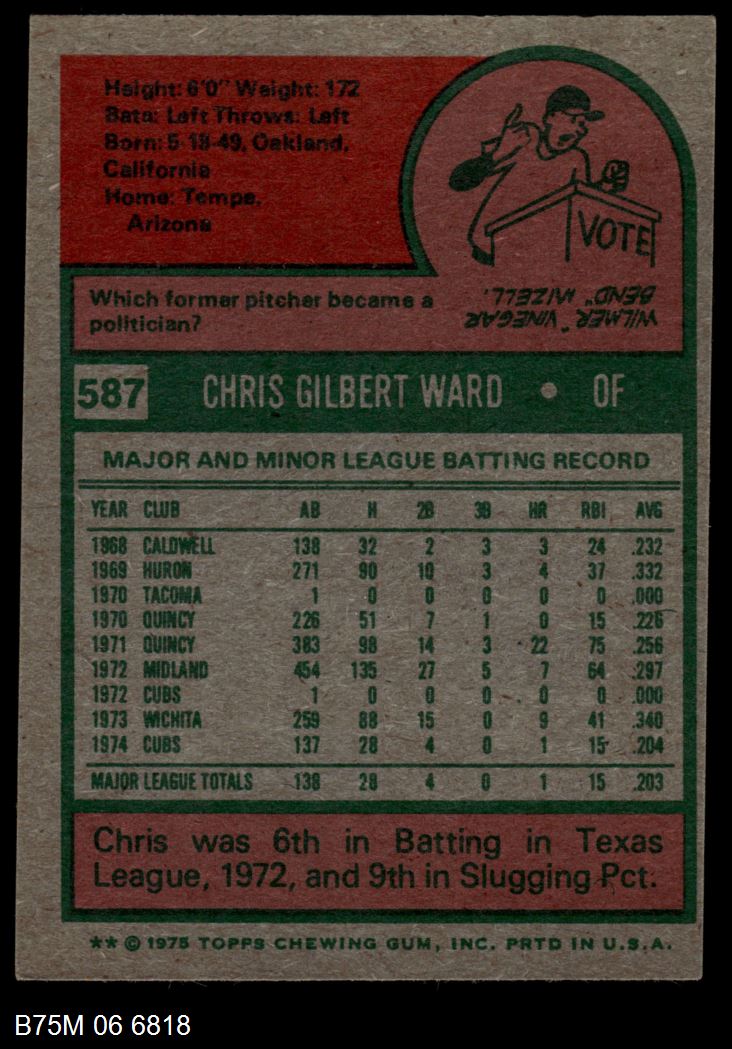 Height: 6'0" Weight: 172
Bats: Left Throws: Left
Born: 5-18-49, Oakland,
California
Home: Tempe,
Arizona
VOTE
Which former pitcher became a
politician?
WILMER "VINEGAR
BEND" MIZELL.
587 CHRIS GILBERT WARD • OF
MAJOR AND MINOR LEAGUE BATTING RECORD
YEAR CLUB AB H 2B 3B HR RBI AVG
1968 CALDWELL 138 32 2 3 3 24 .232
1969 HURON 271 90 10 3 4 37 .332
1970 TACOMA 1 0 0 0 0 0 .000
1970 QUINCY 226 51 7 1 0 15 .226
1971 QUINCY 383 98 14 3 22 75 .256
1972 MIDLAND 454 135 27 5 7 64 .297
1972 CUBS 1 0 0 0 0 0 .000
1973 WICHITA 259 88 15 0 9 41 .340
1974 CUBS 137 28 4 0 1 15 .204
MAJOR LEAGUE TOTALS 138 28 4 0 1 15 .203
Chris was 6th in Batting in Texas
League, 1972, and 9th in Slugging Pct.
** © 1975 TOPPS CHEWING GUM, INC. PRTD IN U.S.A.
B75M 06 6818